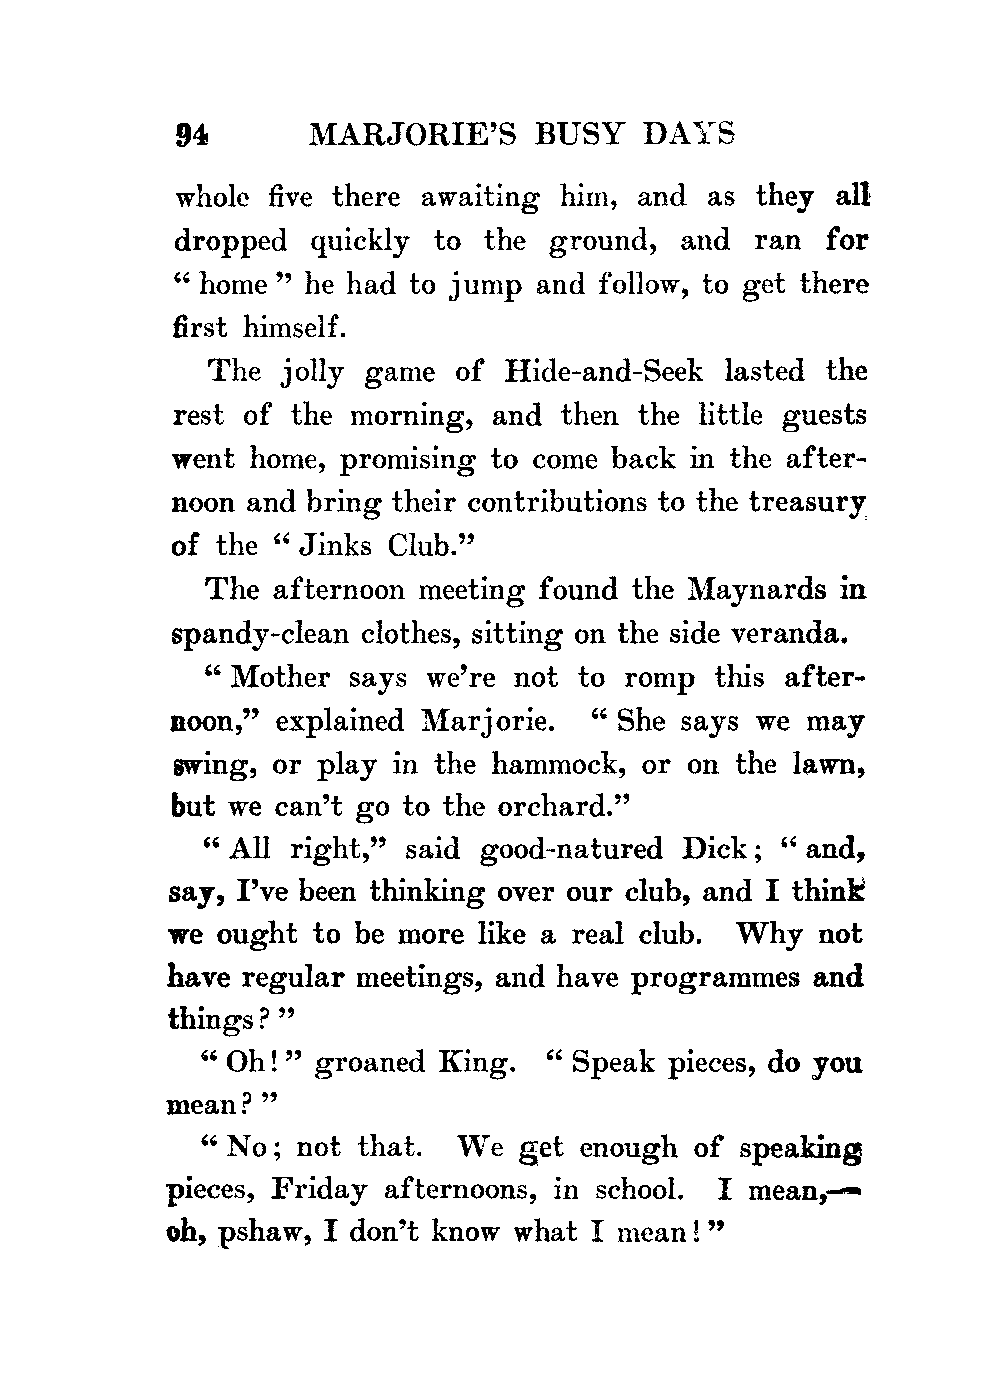 94 MARJORIE'S BUSY DAYS
whole five there awaiting him, and as they all
dropped quickly to the ground, and ran for
"home" he had to jump and follow, to get there
first himself.
The jolly game of Hide-and-Seek lasted the
rest of the morning, and then the little guests
went home, promising to come back in the after-
noon and bring their contributions to the treasury
of the "Jinks Club."
The afternoon meeting found the Maynards in
spandy-clean clothes, sitting on the side veranda.
"Mother says we're not to romp this after-
noon," explained Marjorie. "She says we may
swing, or play in the hammock, or on the lawn,
but we can't go to the orchard."
"All right," said good-natured Dick; "and,
say, I've been thinking over our club, and I think
we ought to be more like a real club. Why not
have regular meetings, and have programmes and
things?"
"Oh!" groaned King. "Speak pieces, do you
mean?"
"No; not that. We get enough of speaking
pieces, Friday afternoons, in school. I mean,—
oh, pshaw, I don't know what I mean!"